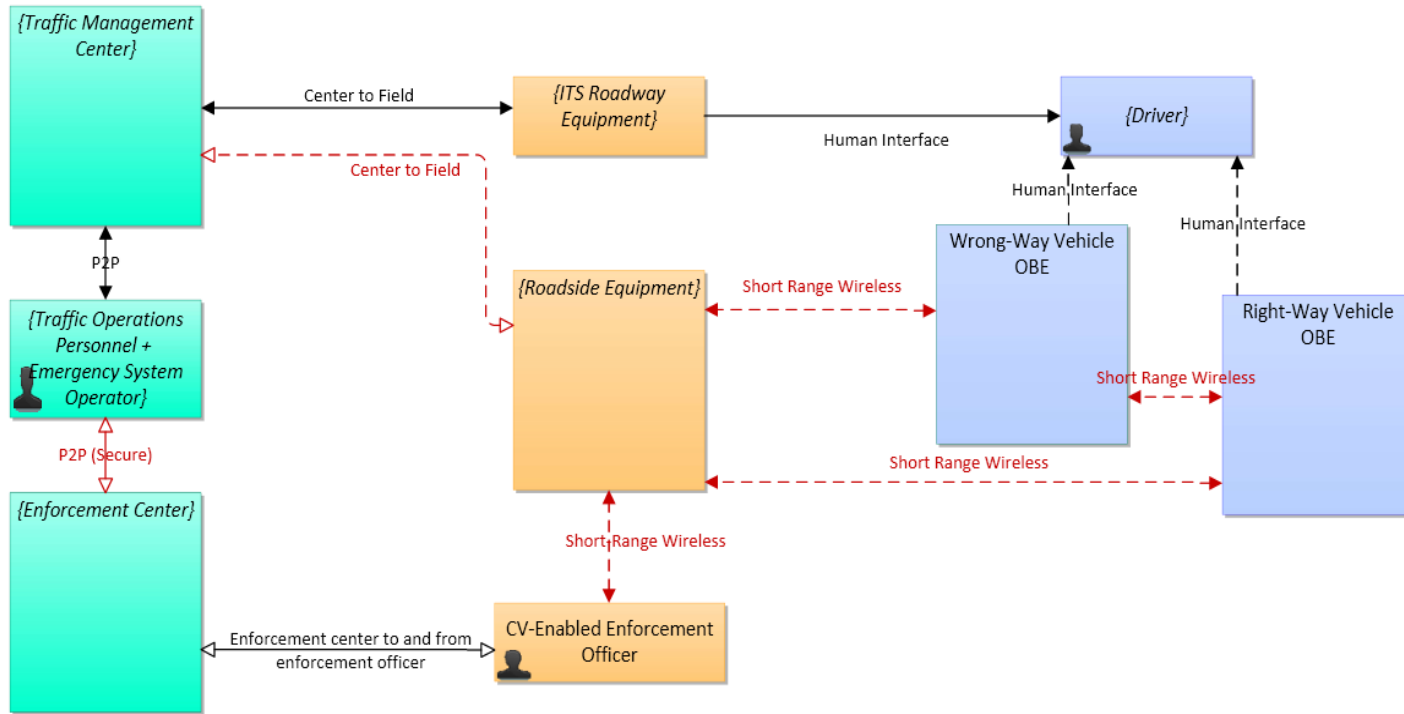 {Traffic Management
Center}
Center to Field
{ITS Roadway
Equipment}
Human Interface
{Driver}
Center to Field
Human Interface
Human Interface
P2P
Wrong-Way Vehicle
OBE
{Roadside Equipment}
Short Range Wireless
Right-Way Vehicle
OBE
{Traffic Operations
Personnel +
Emergency System
Operator}
Short Range Wireless
P2P (Secure)
Short Range Wireless
{Enforcement Center}
Short-Range Wireless
CV-Enabled Enforcement
Officer
Enforcement center to and from
enforcement officer